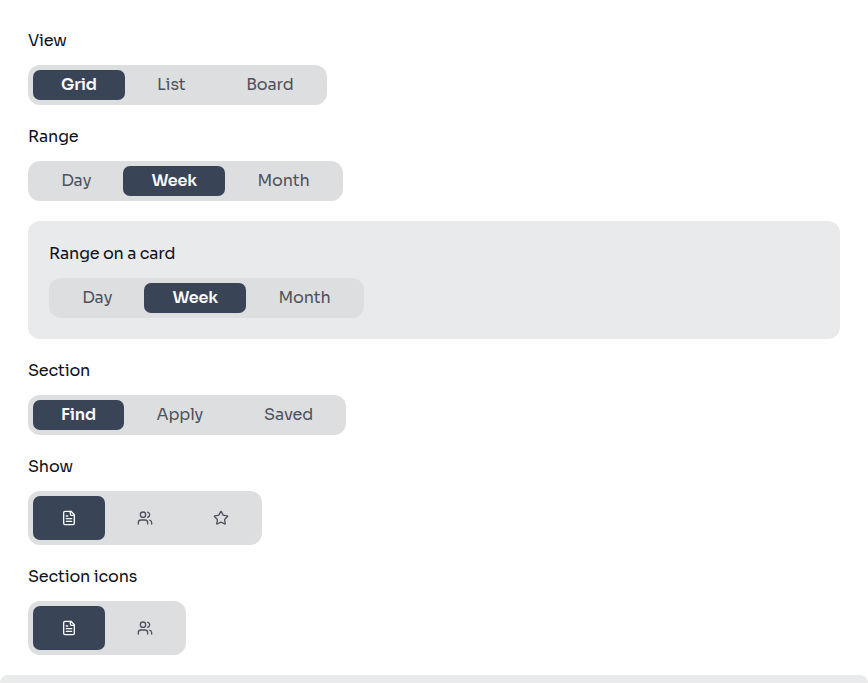 View
Grid List Board
Range
Day Week Month
Range on a card
Day Week Month
Section
Find Apply Saved
Show
Section icons